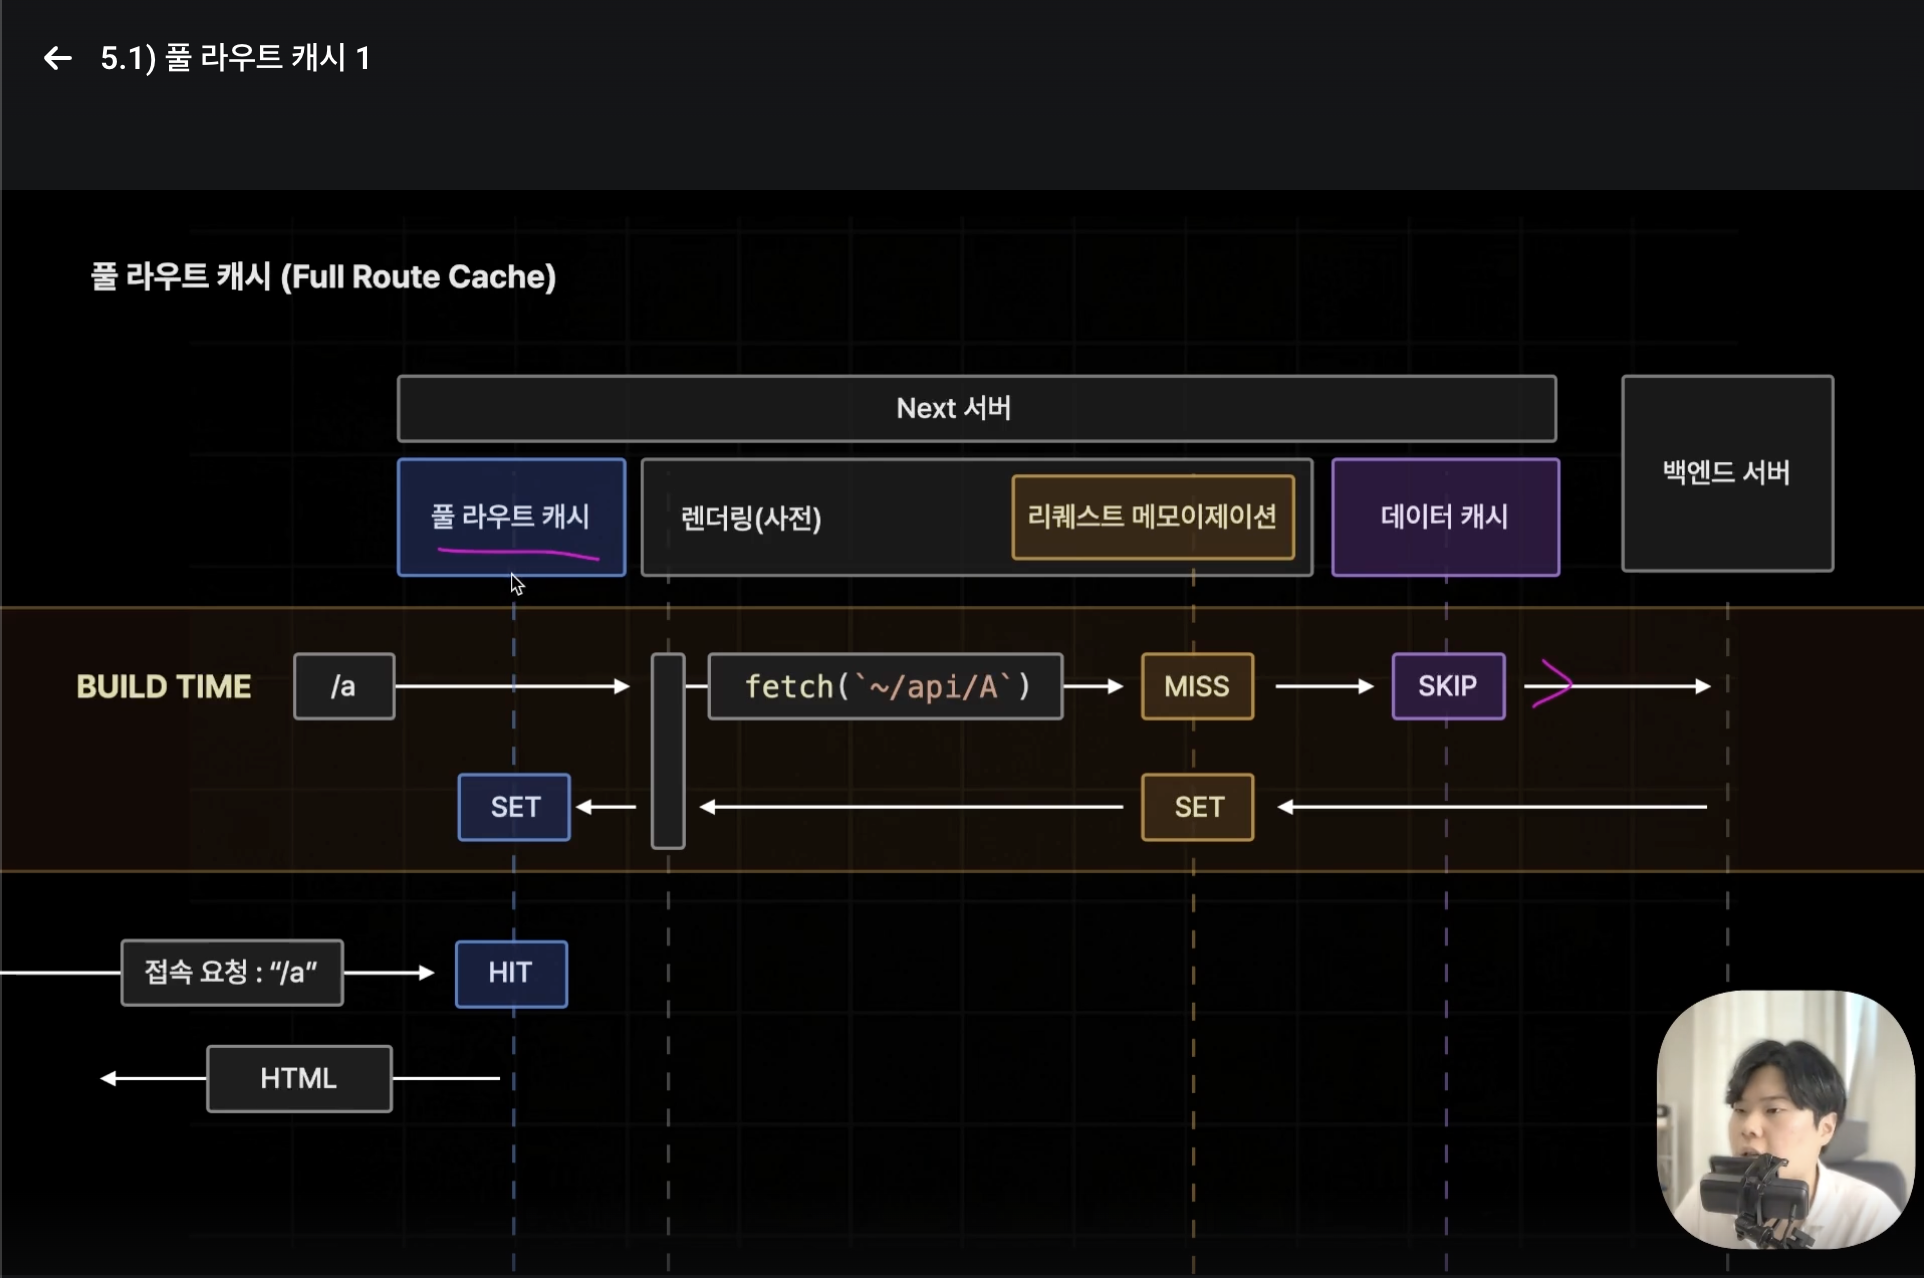 5.1) 풀 라우트 캐시 1
풀 라우트 캐시 (Full Route Cache)
Next 서버
백엔드 서버
풀 라우트 캐시
렌더링(사전)
리퀘스트 메모이제이션
데이터 캐시
BUILD TIME
/a
fetch(`~/api/A`)
MISS
SKIP
SET
SET
접속 요청 : “/a”
HIT
HTML